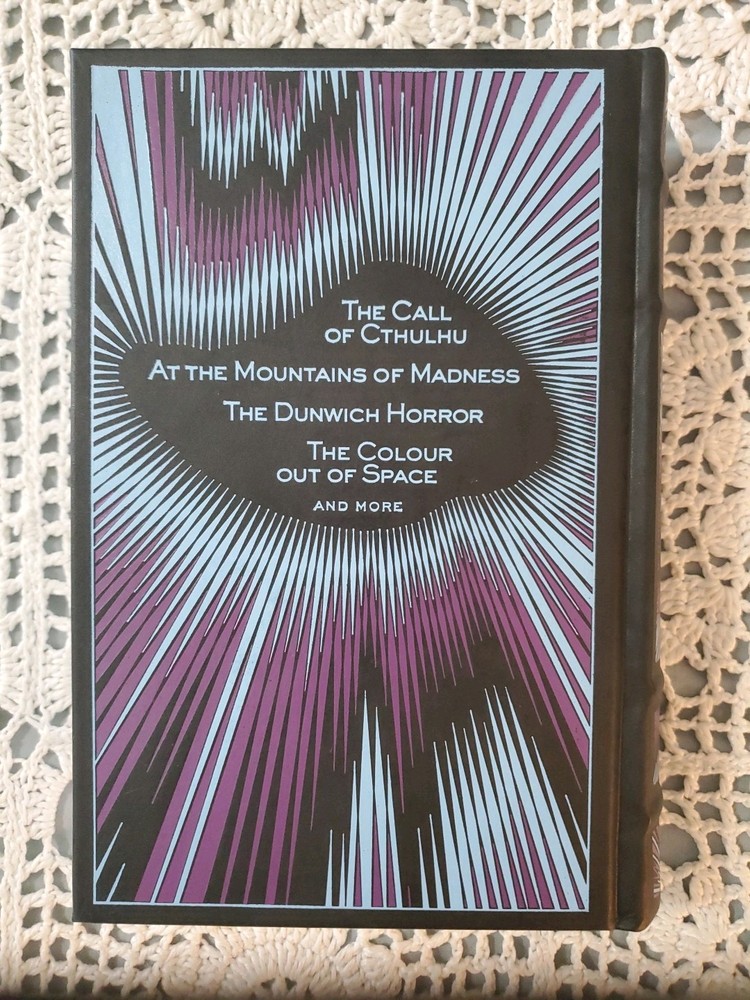 The Call
of Cthulhu
At the Mountains of Madness
The Dunwich Horror
The Colour
out of Space
and more